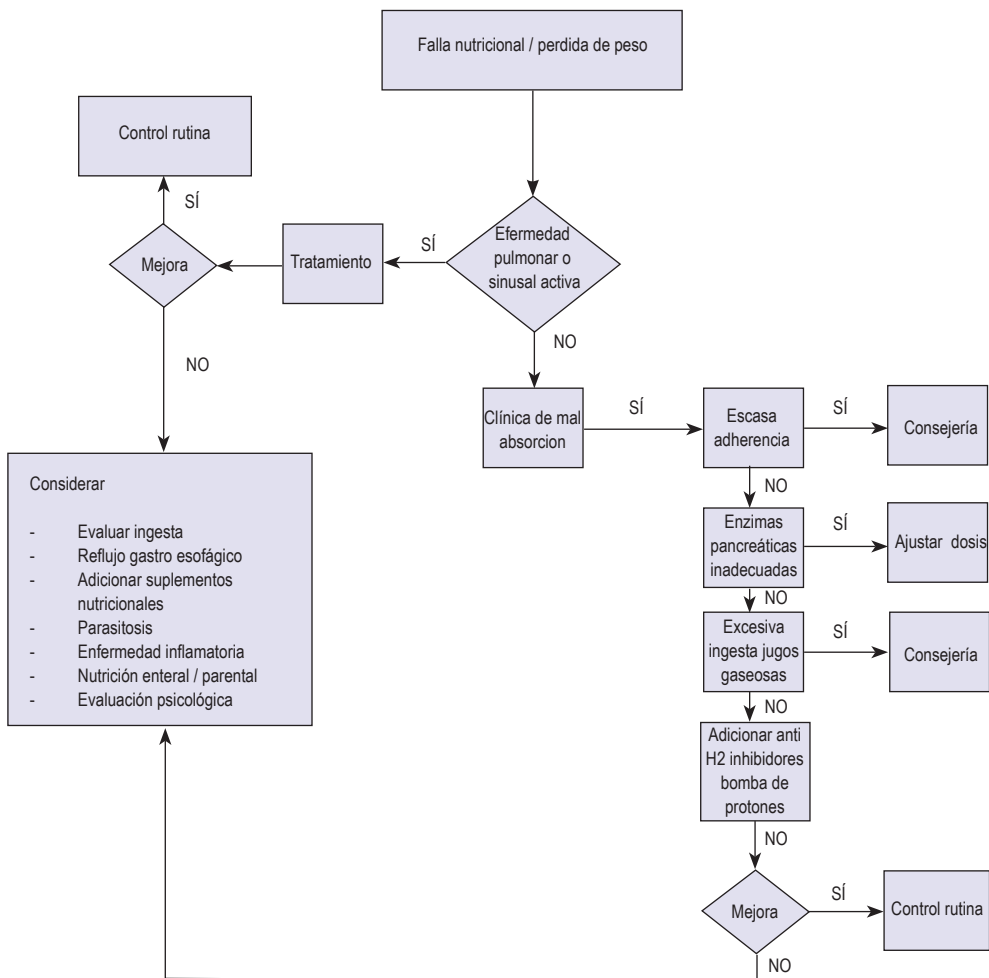 Falla nutricional / perdida de peso
Control rutina
SÍ
Mejora
Tratamiento
SÍ
Efermedad
pulmonar o
sinusal activa
NO
NO
Clínica de mal
absorcion
SÍ
Escasa
adherencia
SÍ
Consejería
NO
Considerar
- Evaluar ingesta
- Reflujo gastro esofágico
- Adicionar suplementos
nutricionales
- Parasitosis
- Enfermedad inflamatoria
- Nutrición enteral / parental
- Evaluación psicológica
Enzimas
pancreáticas
inadecuadas
SÍ
Ajustar dosis
NO
Excesiva
ingesta jugos
gaseosas
SÍ
Consejería
NO
Adicionar anti
H2 inhibidores
bomba de
protones
NO
Mejora
SÍ
Control rutina
NO